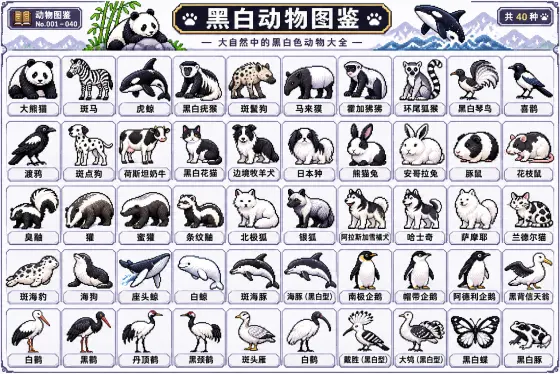 动物图鉴
No.001－040
黑白动物图鉴
大自然中的黑白色动物大全
共 40 种
大熊猫
斑马
虎鲸
黑白疣猴
斑鬣狗
马来貘
霍加狓狒
环尾狐猴
黑白琴鸟
喜鹊
渡鸦
斑点狗
荷斯坦奶牛
黑白花猫
边境牧羊犬
日本狆
熊猫兔
安哥拉兔
豚鼠
花枝鼠
臭鼬
獾
蜜獾
条纹鼬
北极狐
银狐
阿拉斯加雪橇犬
哈士奇
萨摩耶
兰德尔猫
斑海豹
海狗
座头鲸
白鲸
斑海豚
海豚 (黑白型)
南极企鹅
帽带企鹅
阿德利企鹅
黑背信天翁
白鹳
黑鹳
丹顶鹤
黑颈鹤
斑头雁
白鹮
戴胜 (黑白型)
大鸨 (黑白型)
黑白蝶
黑白豚